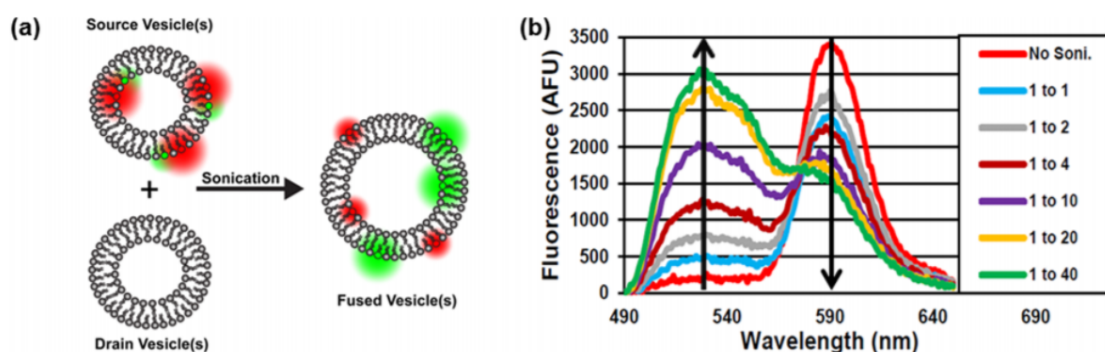 (a)
Source Vesicle(s)
+
Sonication
Drain Vesicle(s)
Fused Vesicle(s)
(b)
Fluorescence (AFU)
3500
3000
2500
2000
1500
1000
500
0
490
540
590
640
690
Wavelength (nm)
No Soni.
1 to 1
1 to 2
1 to 4
1 to 10
1 to 20
1 to 40